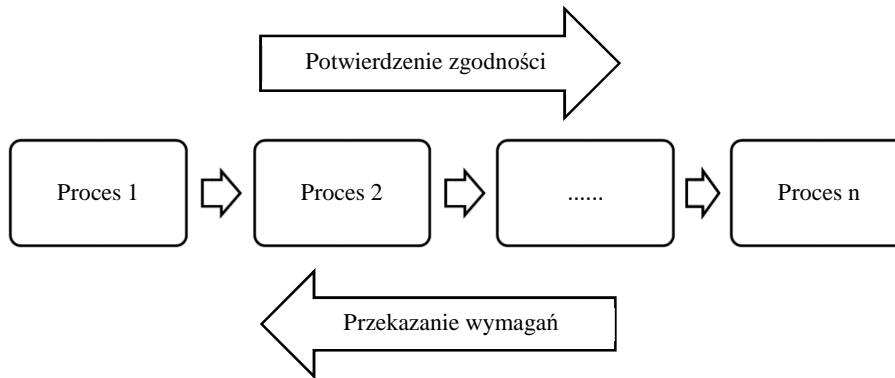 Potwierdzenie zgodności
Proces 1
Proces 2
......
Proces n
Przekazanie wymagań